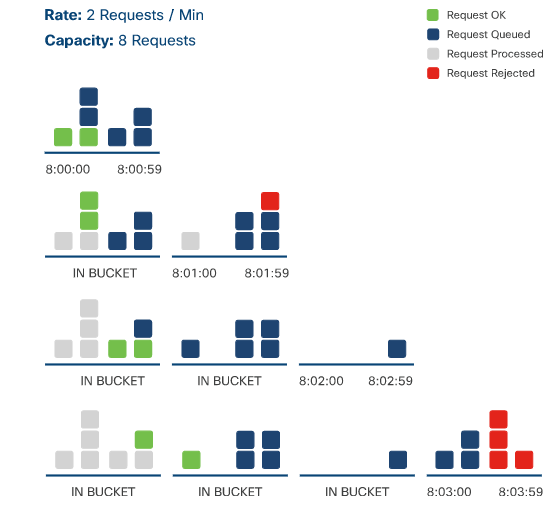 Rate: 2 Requests / Min
Capacity: 8 Requests
Request OK
Request Queued
Request Processed
Request Rejected
8:00:00 8:00:59
IN BUCKET 8:01:00 8:01:59
IN BUCKET IN BUCKET 8:02:00 8:02:59
IN BUCKET IN BUCKET IN BUCKET 8:03:00 8:03:59